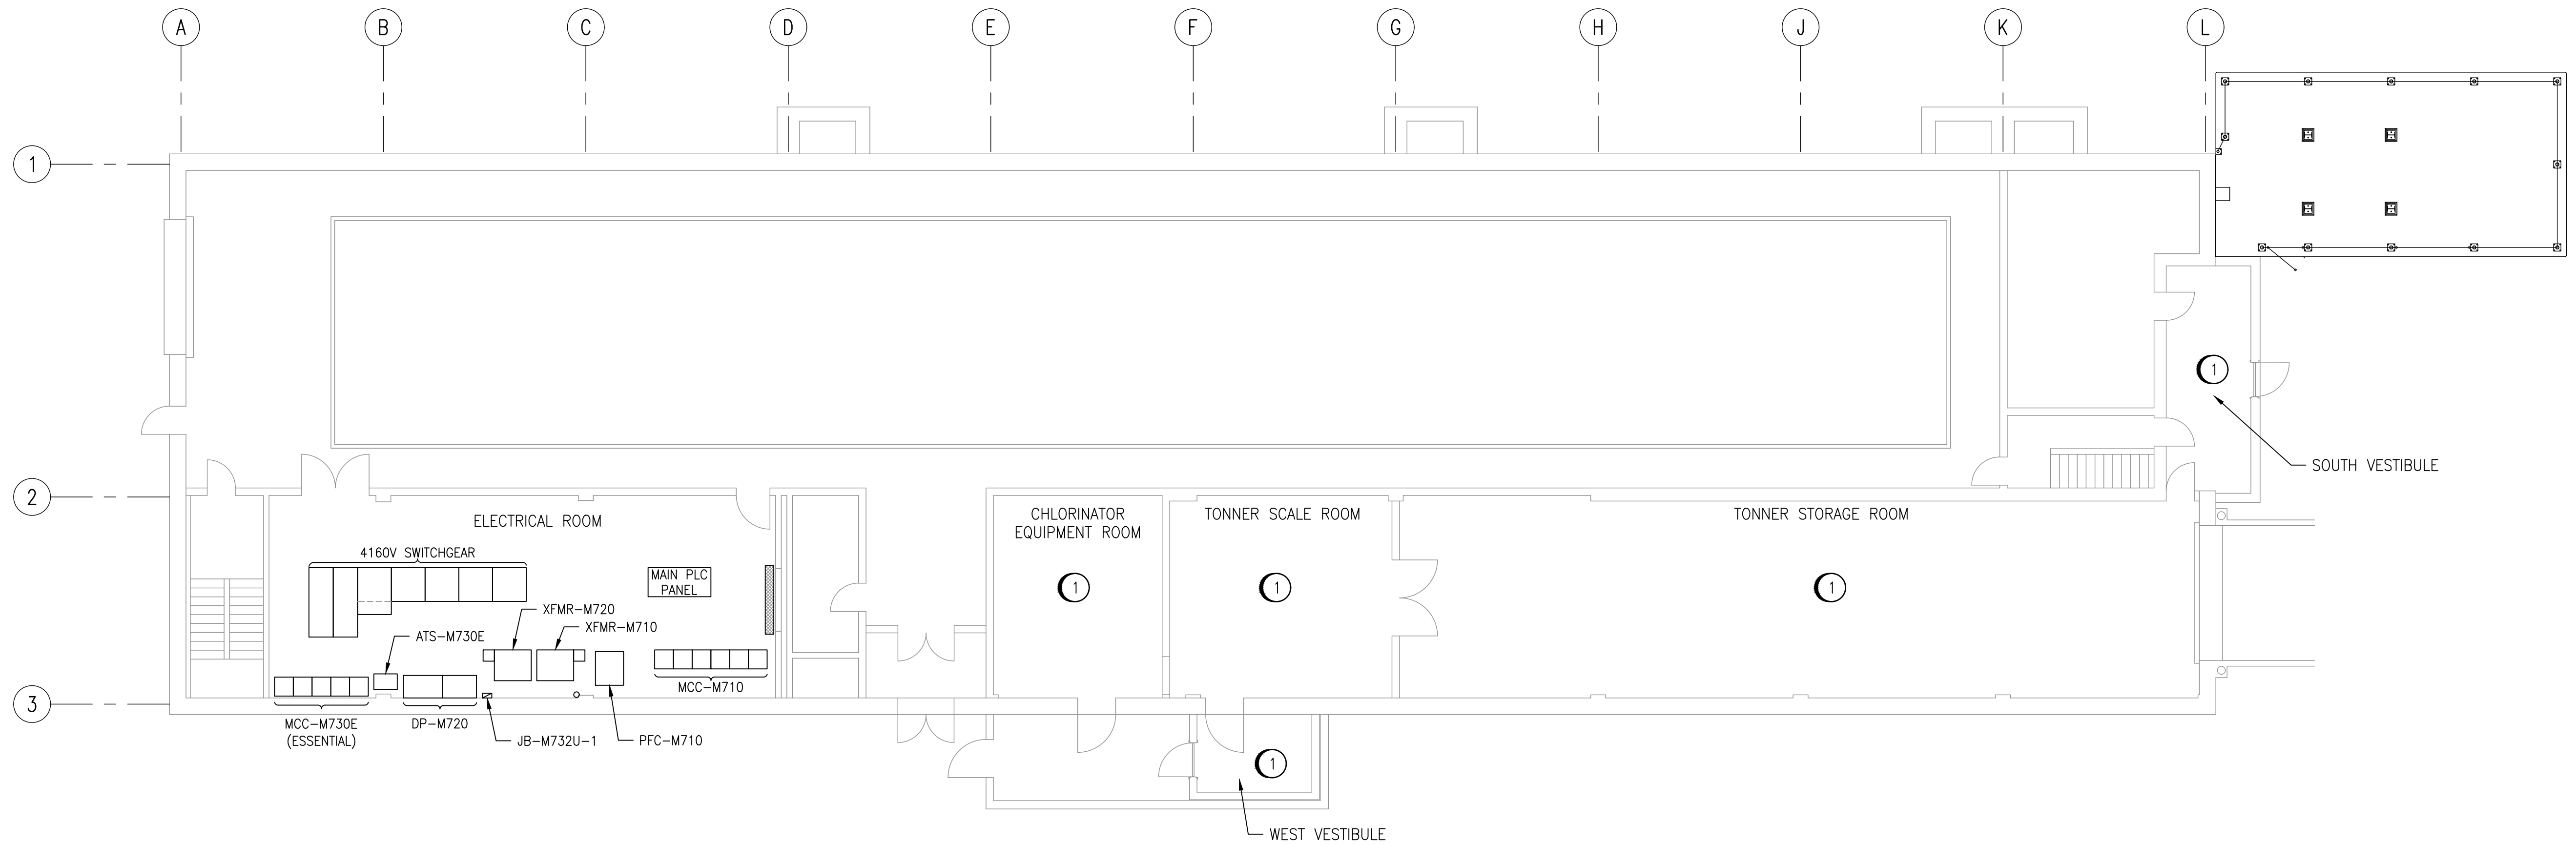 A
B
C
D
E
F
G
H
J
K
L
1
2
3
1
SOUTH VESTIBULE
ELECTRICAL ROOM
CHLORINATOR
EQUIPMENT ROOM
TONNER SCALE ROOM
TONNER STORAGE ROOM
4160V SWITCHGEAR
MAIN PLC
PANEL
1
1
1
XFMR-M720
XFMR-M710
ATS-M730E
MCC-M710
MCC-M730E
(ESSENTIAL)
DP-M720
JB-M732U-1
PFC-M710
1
WEST VESTIBULE